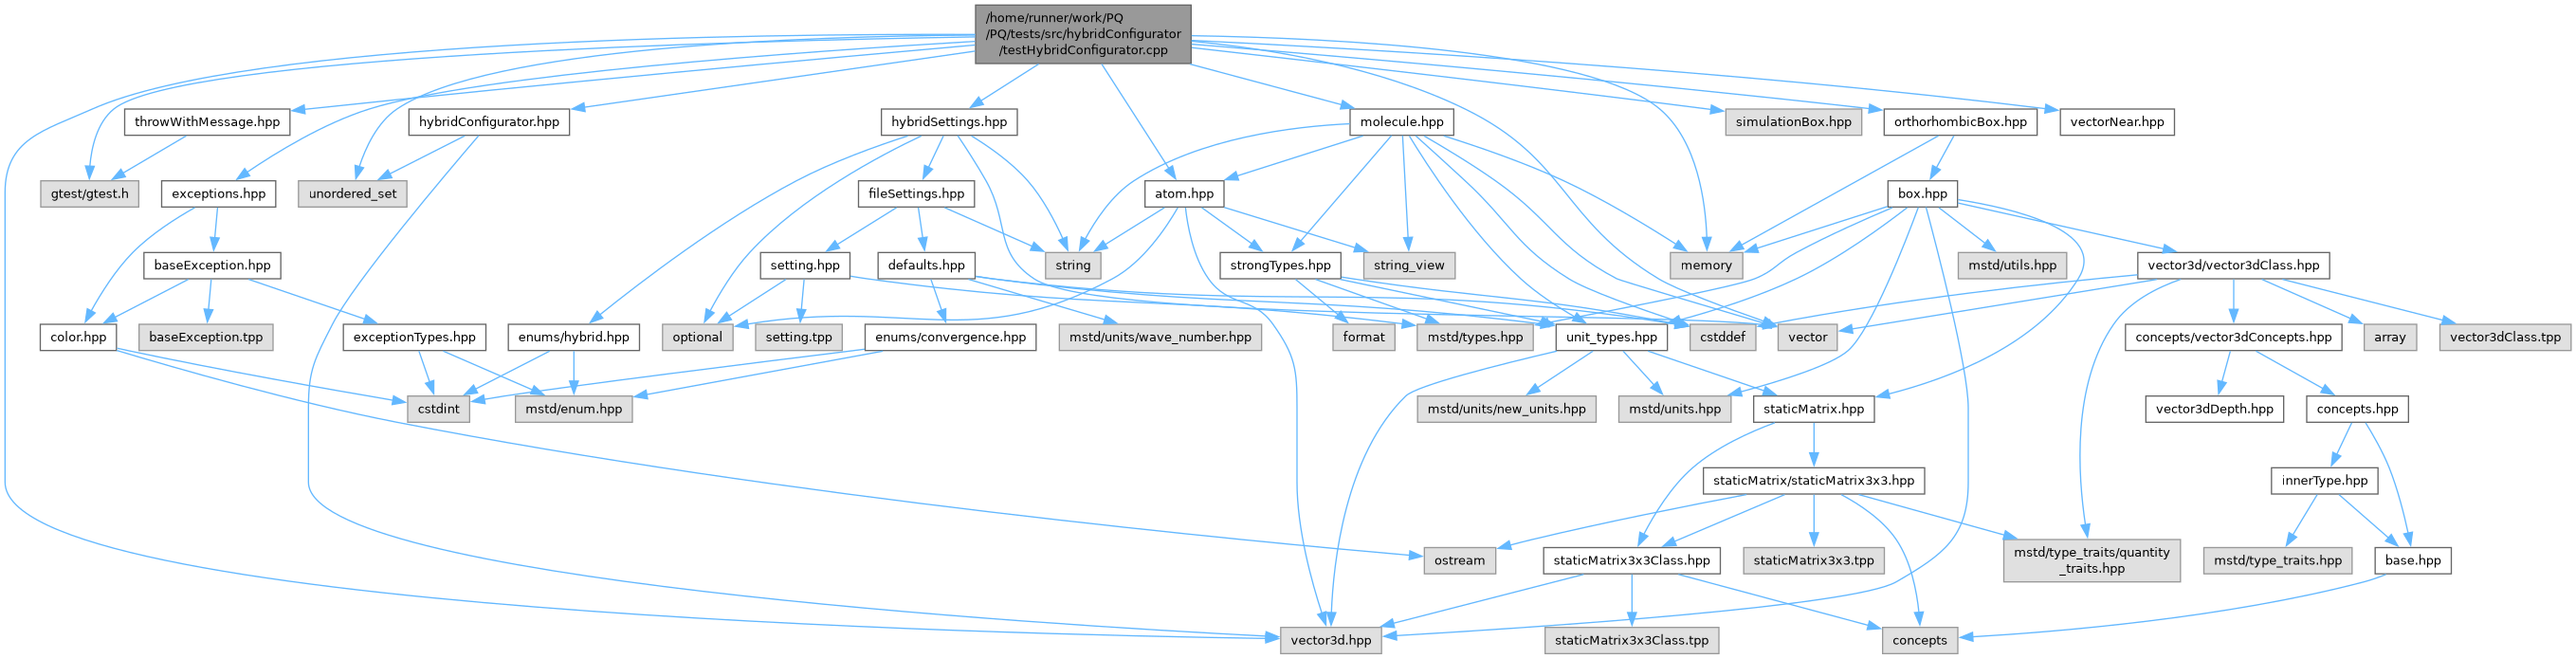 /home/runner/work/PQ
/PQ/tests/src/hybridConfigurator
/testHybridConfigurator.cpp
throwWithMessage.hpp
hybridConfigurator.hpp
hybridSettings.hpp
molecule.hpp
simulationBox.hpp
orthorhombicBox.hpp
vectorNear.hpp
gtest/gtest.h
exceptions.hpp
unordered_set
fileSettings.hpp
atom.hpp
box.hpp
baseException.hpp
setting.hpp
defaults.hpp
string
strongTypes.hpp
string_view
memory
mstd/utils.hpp
vector3d/vector3dClass.hpp
color.hpp
baseException.tpp
exceptionTypes.hpp
enums/hybrid.hpp
optional
setting.tpp
enums/convergence.hpp
mstd/units/wave_number.hpp
format
mstd/types.hpp
unit_types.hpp
cstddef
vector
concepts/vector3dConcepts.hpp
array
vector3dClass.tpp
cstdint
mstd/enum.hpp
mstd/units/new_units.hpp
mstd/units.hpp
staticMatrix.hpp
vector3dDepth.hpp
concepts.hpp
staticMatrix/staticMatrix3x3.hpp
innerType.hpp
ostream
staticMatrix3x3Class.hpp
staticMatrix3x3.tpp
mstd/type_traits/quantity
_traits.hpp
mstd/type_traits.hpp
base.hpp
vector3d.hpp
staticMatrix3x3Class.tpp
concepts